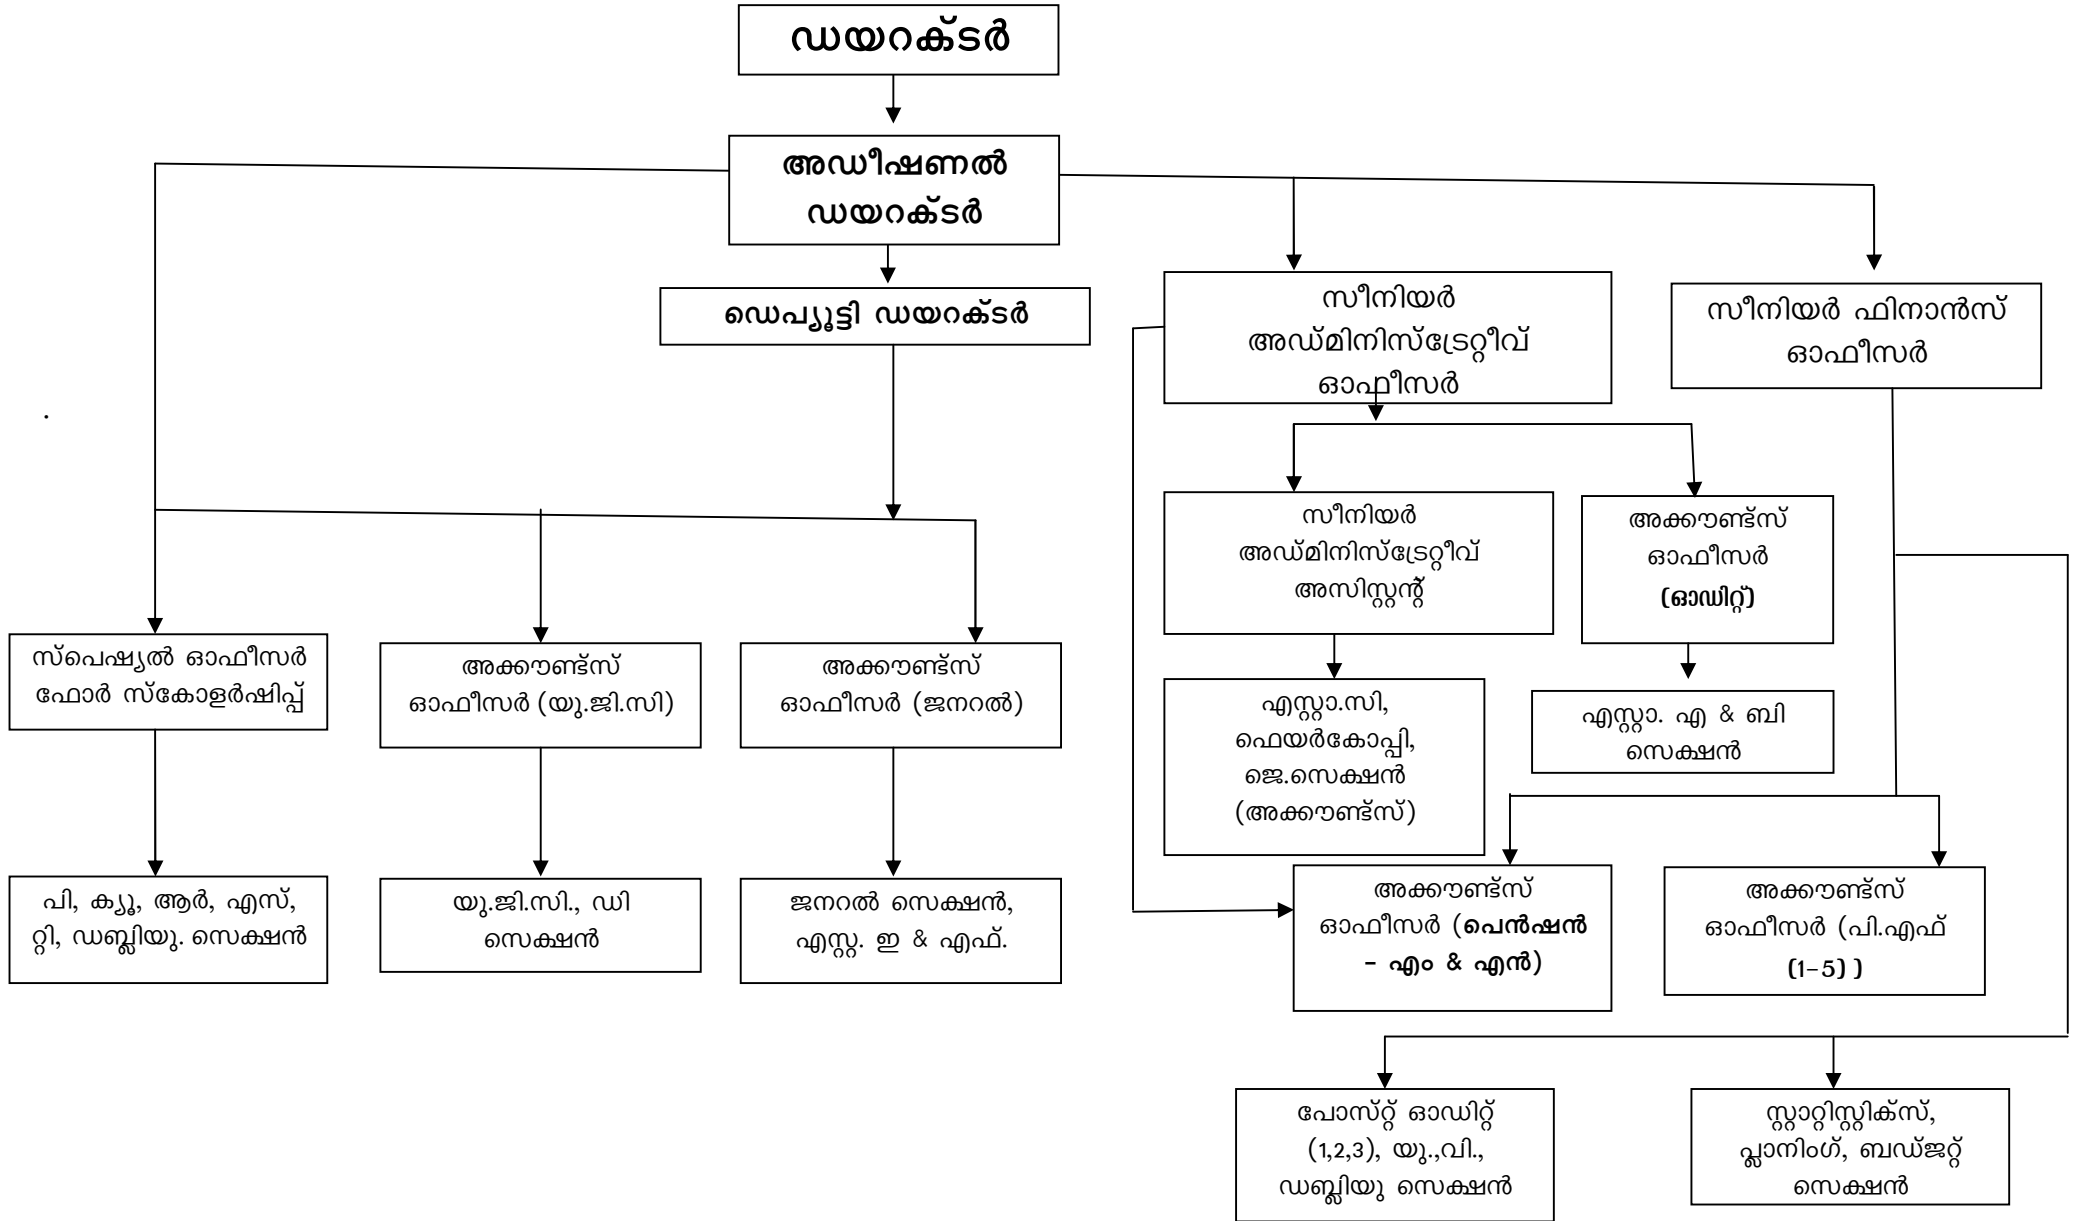 ഡയറക്ടർ
അഡീഷണൽ
ഡയറക്ടർ
ഡെപ്യൂട്ടി ഡയറക്ടർ
സീനിയർ
അഡ്മിനിസ്ട്രേറ്റീവ്
ഓഫീസർ
സീനിയർ ഫിനാൻസ്
ഓഫീസർ
സീനിയർ
അഡ്മിനിസ്ട്രേറ്റീവ്
അസിസ്റ്റന്റ്
അക്കൗണ്ട്സ്
ഓഫീസർ
(ഓഡിറ്റ്)
സ്പെഷ്യൽ ഓഫീസർ
ഫോർ സ്കോളർഷിപ്പ്
അക്കൗണ്ട്സ്
ഓഫീസർ (യു.ജി.സി)
അക്കൗണ്ട്സ്
ഓഫീസർ (ജനറൽ)
എസ്റ്റാ.സി,
ഫെയർകോപ്പി,
ജെ.സെക്ഷൻ
(അക്കൗണ്ട്സ്)
എസ്റ്റാ. എ & ബി
സെക്ഷൻ
പി, ക്യൂ, ആർ, എസ്,
റ്റി, ഡബ്ലിയു. സെക്ഷൻ
യു.ജി.സി., ഡി
സെക്ഷൻ
ജനറൽ സെക്ഷൻ,
എസ്റ്റ. ഇ & എഫ്.
അക്കൗണ്ട്സ്
ഓഫീസർ (പെൻഷൻ
– എം & എൻ)
അക്കൗണ്ട്സ്
ഓഫീസർ (പി.എഫ്
(1–5) )
പോസ്റ്റ് ഓഡിറ്റ്
(1,2,3), യു.,വി.,
ഡബ്ലിയു സെക്ഷൻ
സ്റ്റാറ്റിസ്റ്റിക്സ്,
പ്ലാനിംഗ്, ബഡ്ജറ്റ്
സെക്ഷൻ